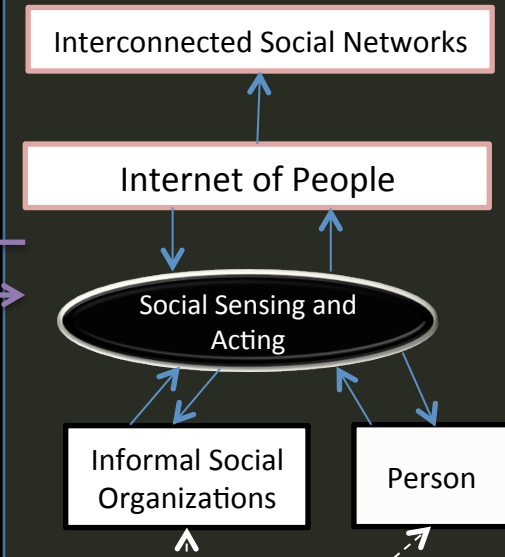 Interconnected Social Networks
Internet of People
Social Sensing and
Acting
Informal Social
Organizations
Person